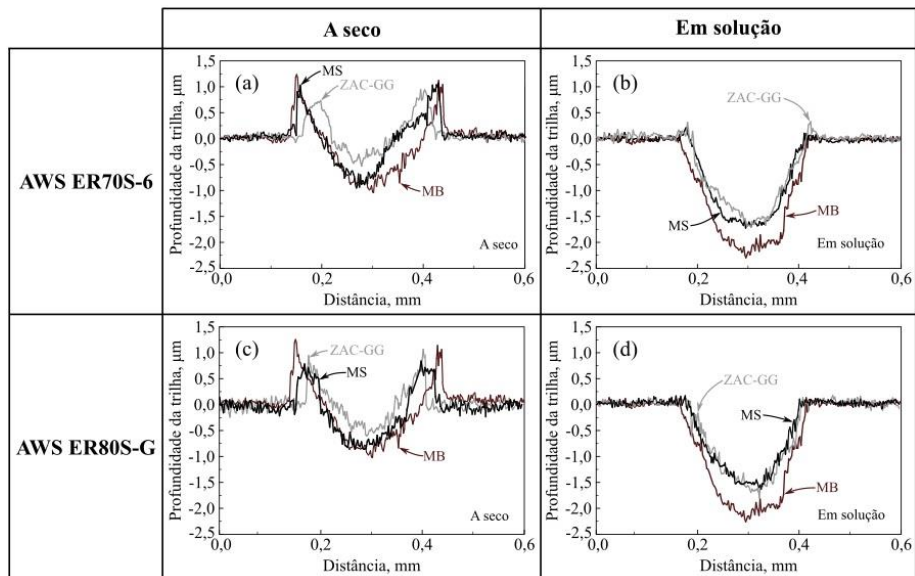 A seco
Em solução
AWS ER70S-6
Profundidade da trilha, µm
1,5
1,0
0,5
0,0
-0,5
-1,0
-1,5
-2,0
-2,5
(a)
MS
ZAC-GG
MB
A seco
0,0 0,2 0,4 0,6
Distância, mm
Profundidade da trilha, µm
1,5
1,0
0,5
0,0
-0,5
-1,0
-1,5
-2,0
-2,5
(b)
ZAC-GG
MS
MB
Em solução
0,0 0,2 0,4 0,6
Distância, mm
AWS ER80S-G
Profundidade da trilha, µm
1,5
1,0
0,5
0,0
-0,5
-1,0
-1,5
-2,0
-2,5
(c)
ZAC-GG
MS
MB
A seco
0,0 0,2 0,4 0,6
Distância, mm
Profundidade da trilha, µm
1,5
1,0
0,5
0,0
-0,5
-1,0
-1,5
-2,0
-2,5
(d)
ZAC-GG
MS
MB
Em solução
0,0 0,2 0,4 0,6
Distância, mm